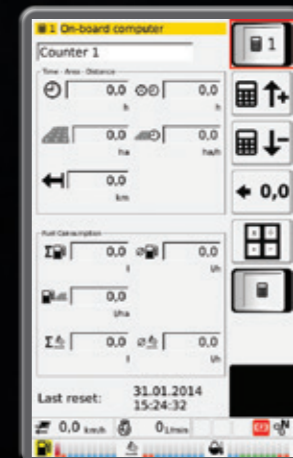 1 On-board computer
Counter 1
1
Time - Area - Distance
0,0 0,0
h h
0,0 0,0
ha ha/h
0,0
km
0,0
Fuel Consumption
Σ 0,0 ø 0,0
l l/h
0,0
l/ha
Σ 0,0 ø 0,0
l l/h
Last reset: 31.01.2014
15:24:32
0,0 km/h 0 1/min N